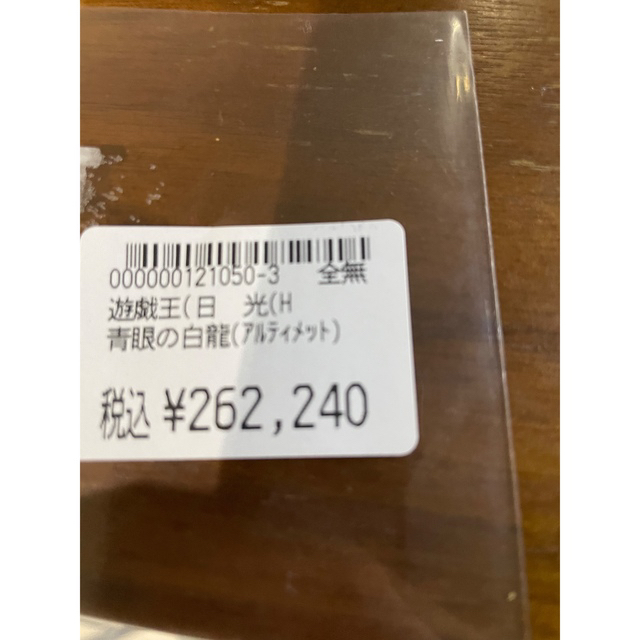 000000121050-3 全無
遊戯王(日 光(H
青眼の白龍(ｱﾙﾃｨﾒｯﾄ)
税込 ¥262,240